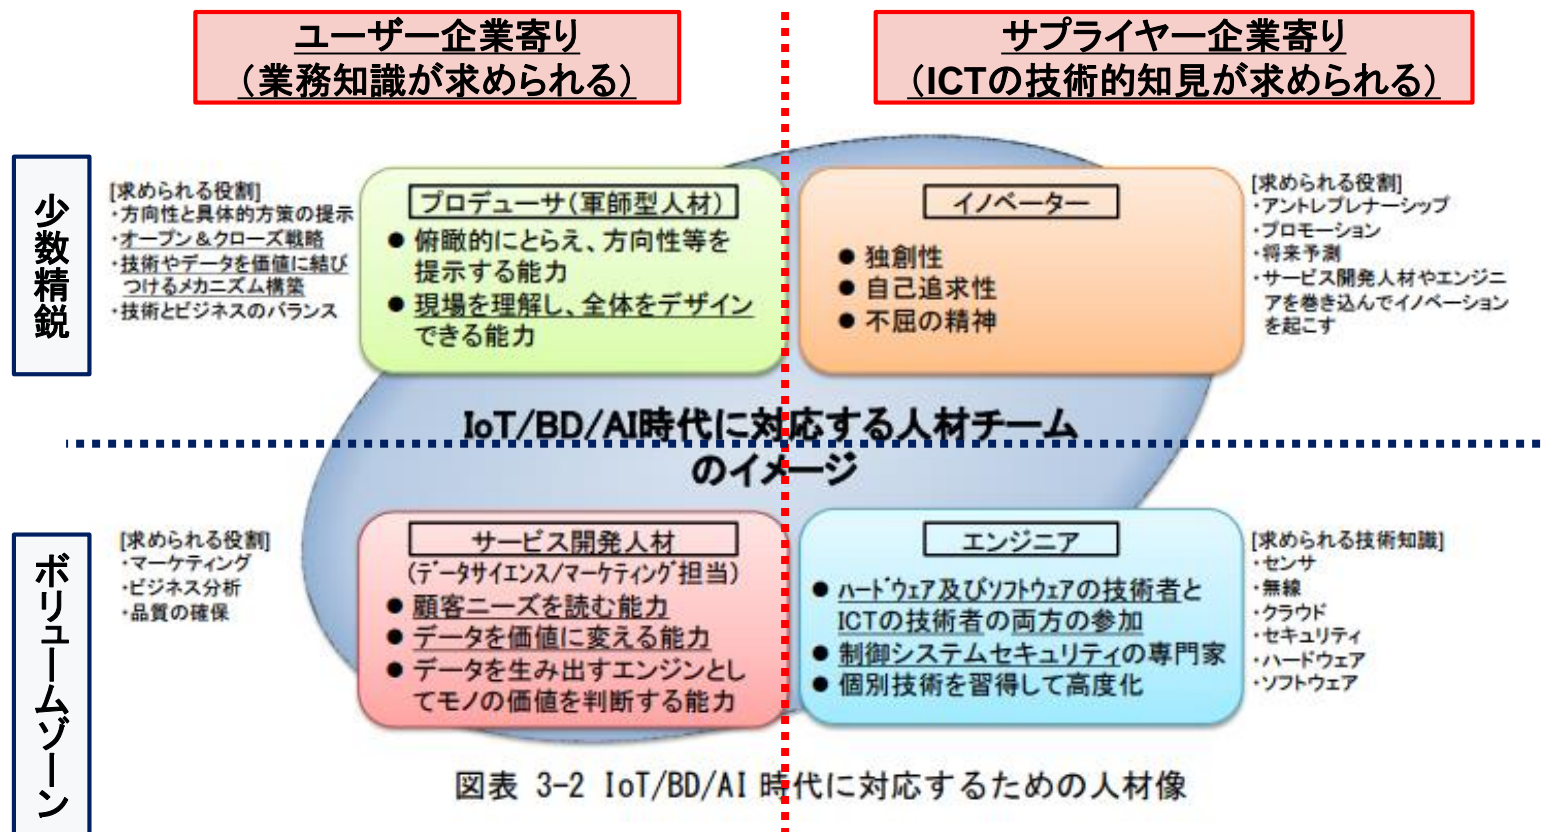 ユーザー企業寄り
（業務知識が求められる）
サプライヤー企業寄り
（ICTの技術的知見が求められる）
少数精鋭
[求められる役割]
・方向性と具体的方策の提示
・オープン＆クローズ戦略
・技術やデータを価値に結び
つけるメカニズム構築
・技術とビジネスのバランス
プロデューサ(軍師型人材)
● 俯瞰的にとらえ、方向性等を
提示する能力
● 現場を理解し、全体をデザイン
できる能力
イノベーター
● 独創性
● 自己追求性
● 不屈の精神
[求められる役割]
・アントレプレナーシップ
・プロモーション
・将来予測
・サービス開発人材やエンジニ
アを巻き込んでイノベーション
を起こす
IoT/BD/AI時代に対応する人材チーム
のイメージ
ボリュームゾーン
[求められる役割]
・マーケティング
・ビジネス分析
・品質の確保
サービス開発人材
(ﾃﾞｰﾀサイエンス/マーケティング担当)
● 顧客ニーズを読む能力
● データを価値に変える能力
● データを生み出すエンジンとし
てモノの価値を判断する能力
エンジニア
● ﾊｰﾄﾞｳｪｱ及びｿﾌﾄｳｪｱの技術者と
ICTの技術者の両方の参加
● 制御システムセキュリティの専門家
● 個別技術を習得して高度化
[求められる技術知識]
・センサ
・無線
・クラウド
・セキュリティ
・ハードウェア
・ソフトウェア
図表 3-2 IoT/BD/AI 時代に対応するための人材像